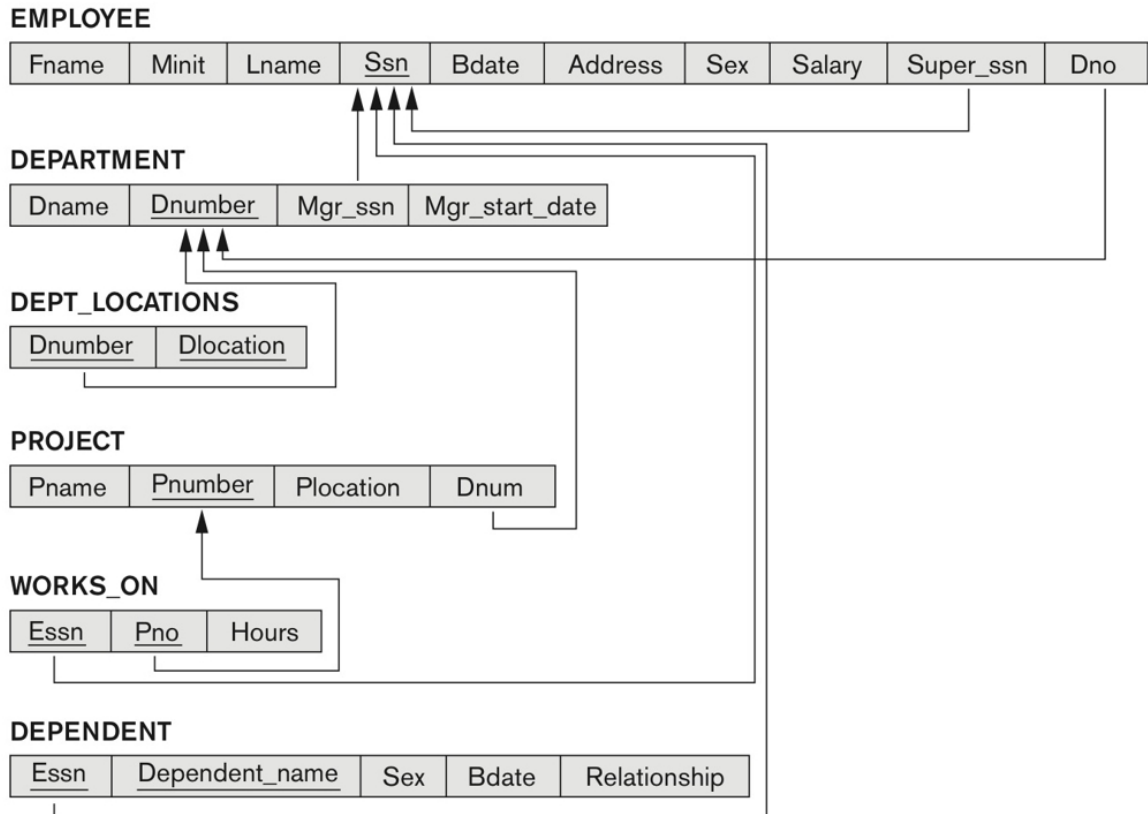 EMPLOYEE
Fname Minit Lname Ssn Bdate Address Sex Salary Super_ssn Dno
DEPARTMENT
Dname Dnumber Mgr_ssn Mgr_start_date
DEPT_LOCATIONS
Dnumber Dlocation
PROJECT
Pname Pnumber Plocation Dnum
WORKS_ON
Essn Pno Hours
DEPENDENT
Essn Dependent_name Sex Bdate Relationship